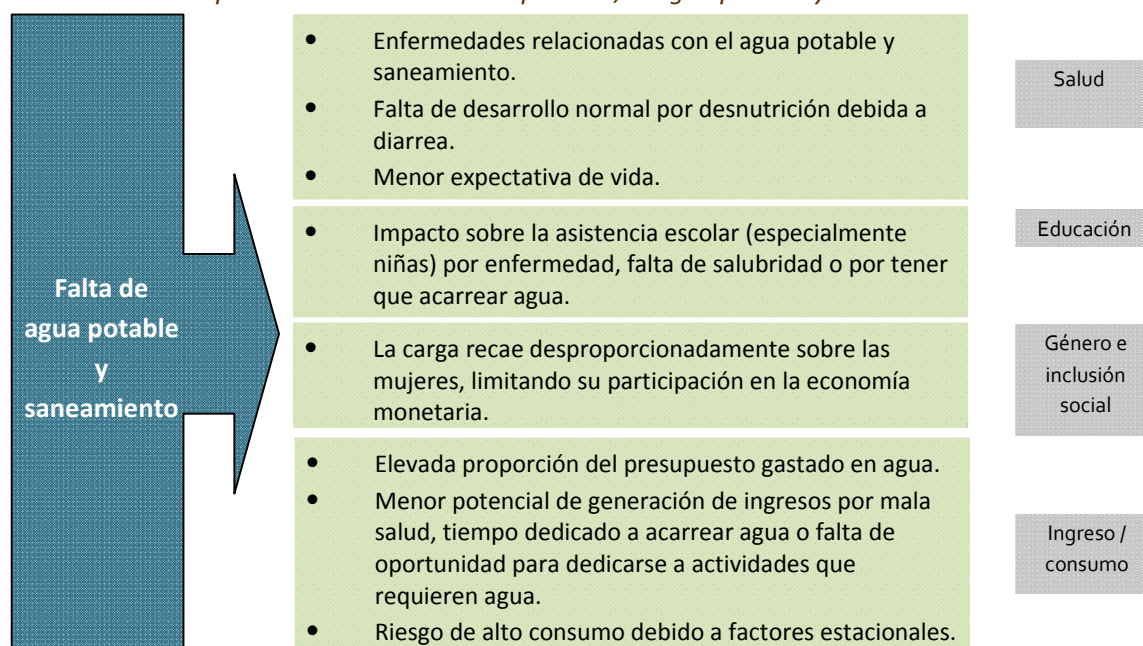 • Enfermedades relacionadas con el agua potable y
saneamiento.
• Falta de desarrollo normal por desnutrición debida a
diarrea.
• Menor expectativa de vida.
Salud
• Impacto sobre la asistencia escolar (especialmente
niñas) por enfermedad, falta de salubridad o por tener
que acarrear agua.
Educación
Falta de
agua potable
y
saneamiento
• La carga recae desproporcionadamente sobre las
mujeres, limitando su participación en la economía
monetaria.
Género e
inclusión
social
• Elevada proporción del presupuesto gastado en agua.
• Menor potencial de generación de ingresos por mala
salud, tiempo dedicado a acarrear agua o falta de
oportunidad para dedicarse a actividades que
requieren agua.
• Riesgo de alto consumo debido a factores estacionales.
Ingreso /
consumo